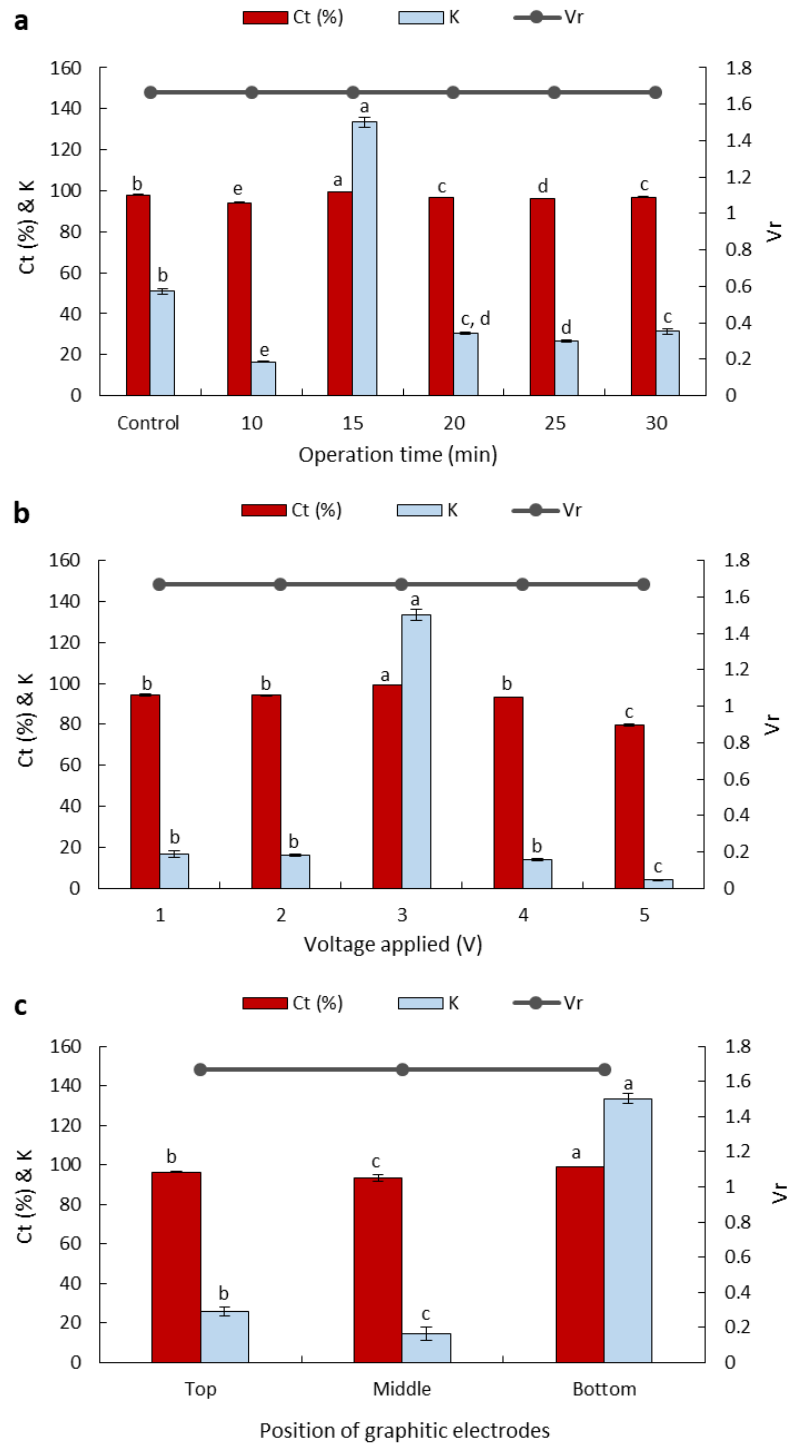 a
Ct (%) K Vr
160 1.8
140 1.6
120 1.4
100 1.2
80 1
60 0.8
40 0.6
20 0.4
0 0.2
0
Ct (%) & K
Vr
b e a c d c
b e a c, d d c
Control 10 15 20 25 30
Operation time (min)
b
Ct (%) K Vr
160 1.8
140 1.6
120 1.4
100 1.2
80 1
60 0.8
40 0.6
20 0.4
0 0.2
0
Ct (%) & K
Vr
b b a b c
b b a b c
1 2 3 4 5
Voltage applied (V)
c
Ct (%) K Vr
160 1.8
140 1.6
120 1.4
100 1.2
80 1
60 0.8
40 0.6
20 0.4
0 0.2
0
Ct (%) & K
Vr
b c a
b c a
Top Middle Bottom
Position of graphitic electrodes